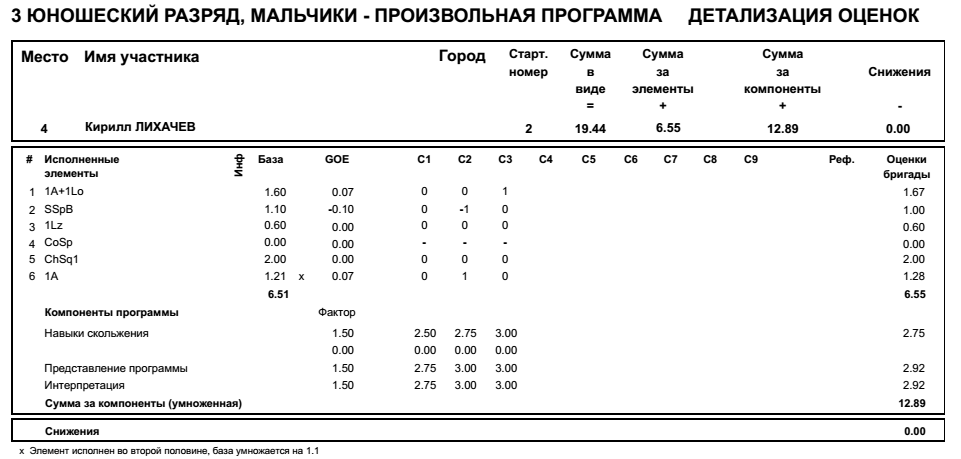 3 ЮНОШЕСКИЙ РАЗРЯД, МАЛЬЧИКИ - ПРОИЗВОЛЬНАЯ ПРОГРАММА ДЕТАЛИЗАЦИЯ ОЦЕНОК
Место Имя участника Город Старт. номер Сумма в виде = Сумма за элементы + Сумма за компоненты + Снижения -
4 Кирилл ЛИХАЧЕВ 2 19.44 6.55 12.89 0.00
# Исполненные элементы Инф База GOE C1 C2 C3 C4 C5 C6 C7 C8 C9 Реф. Оценки бригады
1 1A+1Lo 1.60 0.07 0 0 1 1.67
2 SSpB 1.10 -0.10 0 -1 0 1.00
3 1Lz 0.60 0.00 0 0 0 0.60
4 CoSp 0.00 0.00 - - - 0.00
5 ChSq1 2.00 0.00 0 0 0 2.00
6 1A 1.21 x 0.07 0 1 0 1.28
6.51 6.55
Компоненты программы Фактор
Навыки скольжения 1.50 2.50 2.75 3.00 2.75
0.00 0.00 0.00 0.00
Представление программы 1.50 2.75 3.00 3.00 2.92
Интерпретация 1.50 2.75 3.00 3.00 2.92
Сумма за компоненты (умноженная) 12.89
Снижения 0.00
x Элемент исполнен во второй половине, база умножается на 1.1